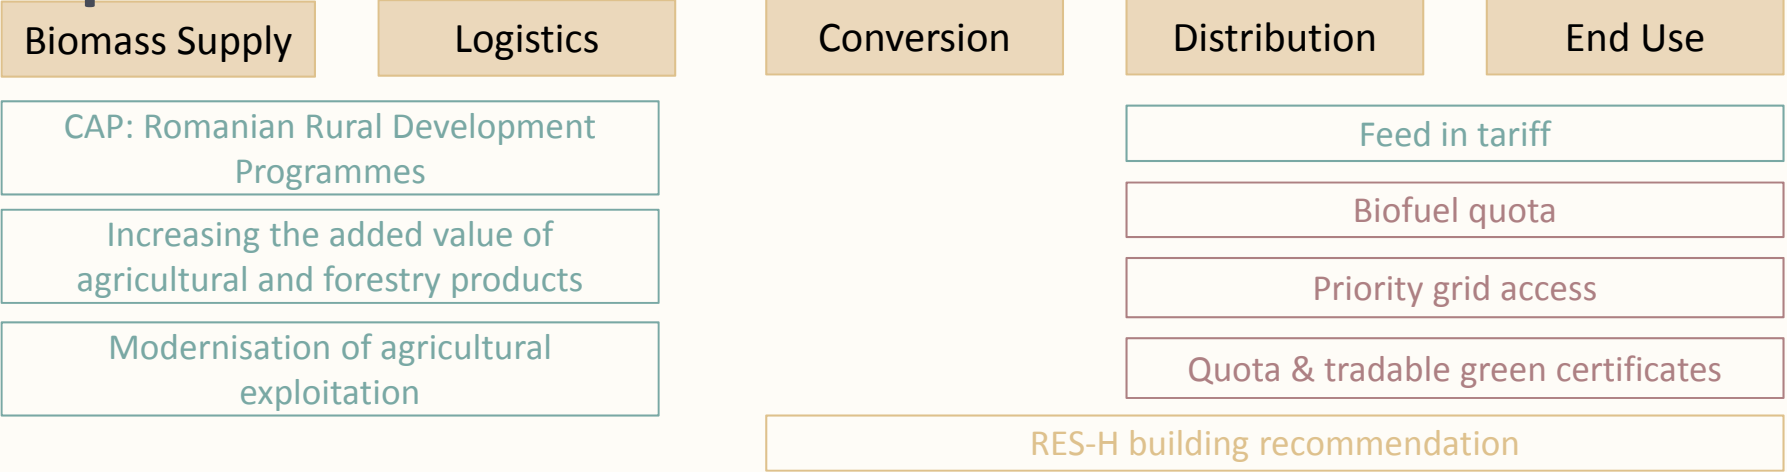 Biomass Supply
Logistics
Conversion
Distribution
End Use
CAP: Romanian Rural Development
Programmes
Increasing the added value of
agricultural and forestry products
Modernisation of agricultural
exploitation
Feed in tariff
Biofuel quota
Priority grid access
Quota & tradable green certificates
RES-H building recommendation